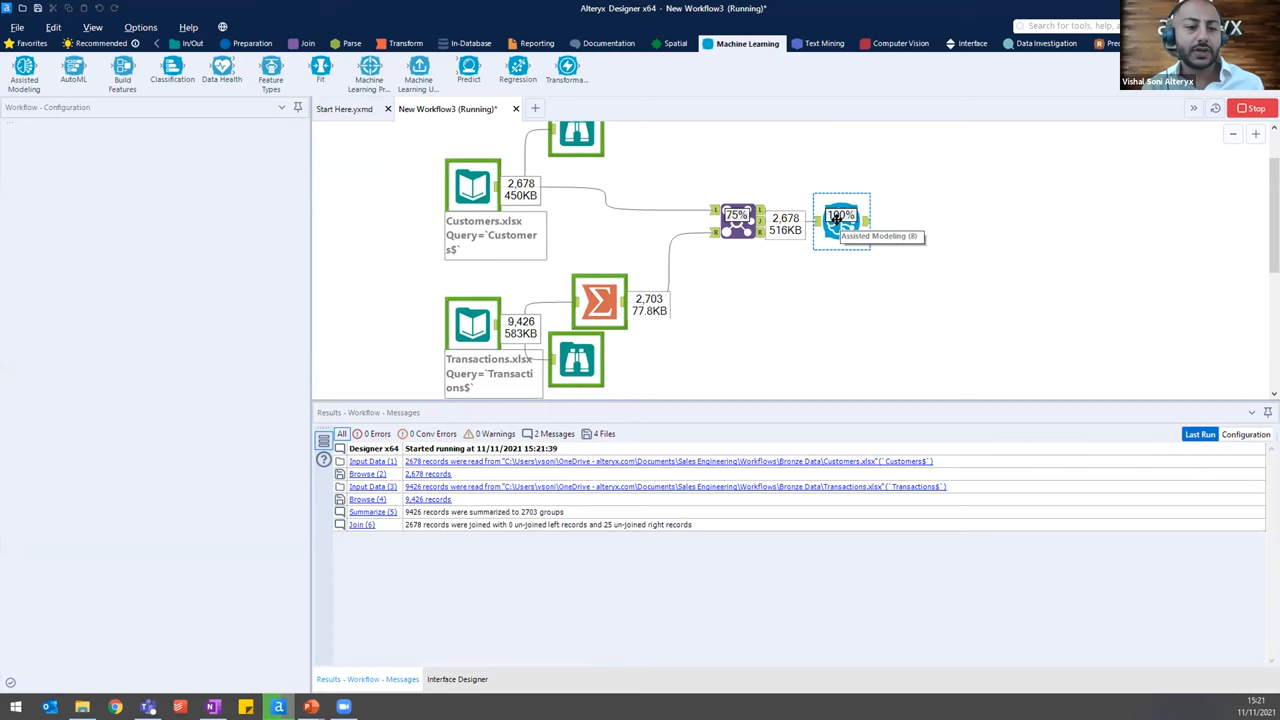 Alteryx Designer x64 - New Workflow3 (Running)*
File Edit View Options Help
Search for tools, help,
Favorites Recommended In/Out Preparation Join Parse Transform In-Database Reporting Documentation Spatial Machine Learning Text Mining Computer Vision Interface Data Investigation
Assisted Modeling AutoML Build Features Classification Data Health Feature Types Fit Machine Learning Pr... Machine Learning U... Predict Regression Transforma...
Vishal Soni Alteryx
Workflow - Configuration
Start Here.yxmd New Workflow3 (Running)*
Stop
...
2,678
450KB
Customers.xlsx
Query=`Customer
s$`
75%
2,678
516KB
100%
Assisted Modeling (8)
2,703
77.8KB
9,426
583KB
Transactions.xlsx
Query=`Transacti
ons$`
Results - Workflow - Messages
All 0 Errors 0 Conv Errors 0 Warnings 2 Messages 4 Files
Last Run Configuration
Designer x64 Started running at 11/11/2021 15:21:39
Input Data (1) 2678 records were read from "C:\Users\vsoni\OneDrive - alteryx.com\Documents\Sales Engineering\Workflows\Bronze Data\Customers.xlsx" (`Customers$`)
Browse (2) 2,678 records
Input Data (3) 9426 records were read from "C:\Users\vsoni\OneDrive - alteryx.com\Documents\Sales Engineering\Workflows\Bronze Data\Transactions.xlsx" (`Transactions$`)
Browse (4) 9,426 records
Summarize (5) 9426 records were summarized to 2703 groups
Join (6) 2678 records were joined with 0 un-joined left records and 25 un-joined right records
Results - Workflow - Messages Interface Designer
15:21
11/11/2021